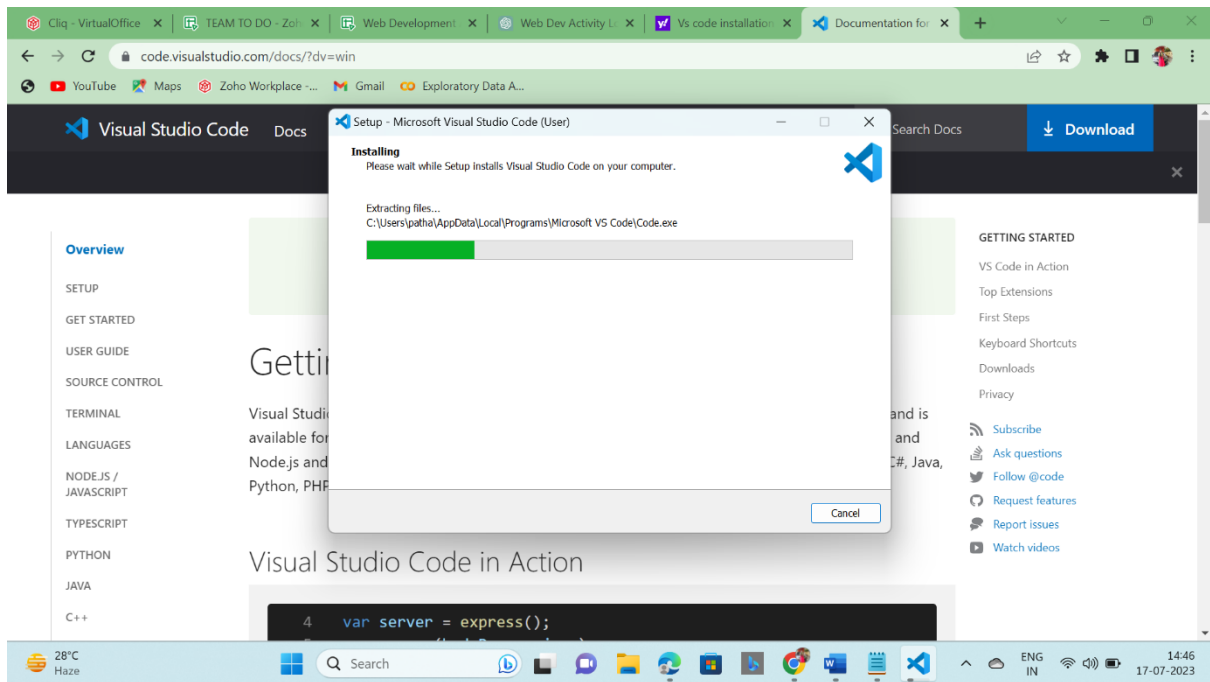 Cliq - VirtualOffice
TEAM TO DO - Zoh
Web Development
Web Dev Activity L
Vs code installation
Documentation for
code.visualstudio.com/docs/?dv=win
YouTube
Maps
Zoho Workplace -...
Gmail
Exploratory Data A...
Visual Studio Code
Docs
Search Docs
Download
Setup - Microsoft Visual Studio Code (User)
Installing
Please wait while Setup installs Visual Studio Code on your computer.
Extracting files...
C:\Users\patha\AppData\Local\Programs\Microsoft VS Code\Code.exe
Cancel
Overview
SETUP
GET STARTED
USER GUIDE
SOURCE CONTROL
TERMINAL
LANGUAGES
NODE.JS /
JAVASCRIPT
TYPESCRIPT
PYTHON
JAVA
C++
Getti
Visual Studi
and is
available for
and
Node.js and
C#, Java,
Python, PHP
Visual Studio Code in Action
4 var server = express();
GETTING STARTED
VS Code in Action
Top Extensions
First Steps
Keyboard Shortcuts
Downloads
Privacy
Subscribe
Ask questions
Follow @code
Request features
Report issues
Watch videos
28°C
Haze
Search
ENG
IN
14:46
17-07-2023